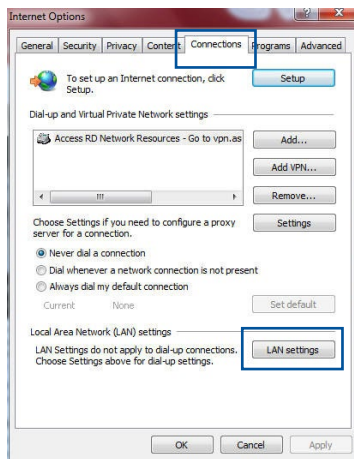 Internet Options
General Security Privacy Content Connections Programs Advanced
To set up an Internet connection, click
Setup.
Setup
Dial-up and Virtual Private Network settings
Access RD Network Resources - Go to vpn.as
Add...
Add VPN...
Remove...
Choose Settings if you need to configure a proxy
server for a connection.
Settings
Never dial a connection
Dial whenever a network connection is not present
Always dial my default connection
Current None
Set default
Local Area Network (LAN) settings
LAN Settings do not apply to dial-up connections.
Choose Settings above for dial-up settings.
LAN settings
OK Cancel Apply